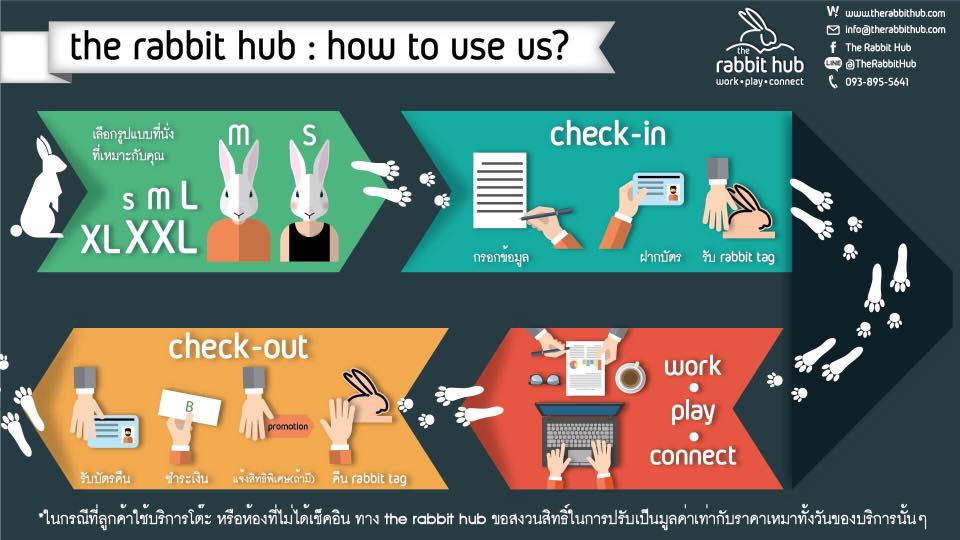 the rabbit hub : how to use us?
the
rabbit hub
work•play•connect
W. www.therabbithub.com
info@therabbithub.com
f The Rabbit Hub
LINE @TheRabbitHub
093-895-5641
เลือกรูปแบบที่นั่ง
ที่เหมาะกับคุณ
s m L
XL XXL
m
s
check-in
กรอกข้อมูล
ฝากบัตร
รับ rabbit tag
work
•
play
•
connect
check-out
B
promotion
รับบัตรคืน
ชำระเงิน
แจ้งสิทธิพิเศษ(ถ้ามี)
คืน rabbit tag
*ในกรณีที่ลูกค้าใช้บริการโต๊ะ หรือห้องที่ไม่ได้เช็คอิน ทาง the rabbit hub ขอสงวนสิทธิ์ในการปรับเป็นมูลค่าเท่ากับราคาเหมาทั้งวันของบริการนั้นๆ